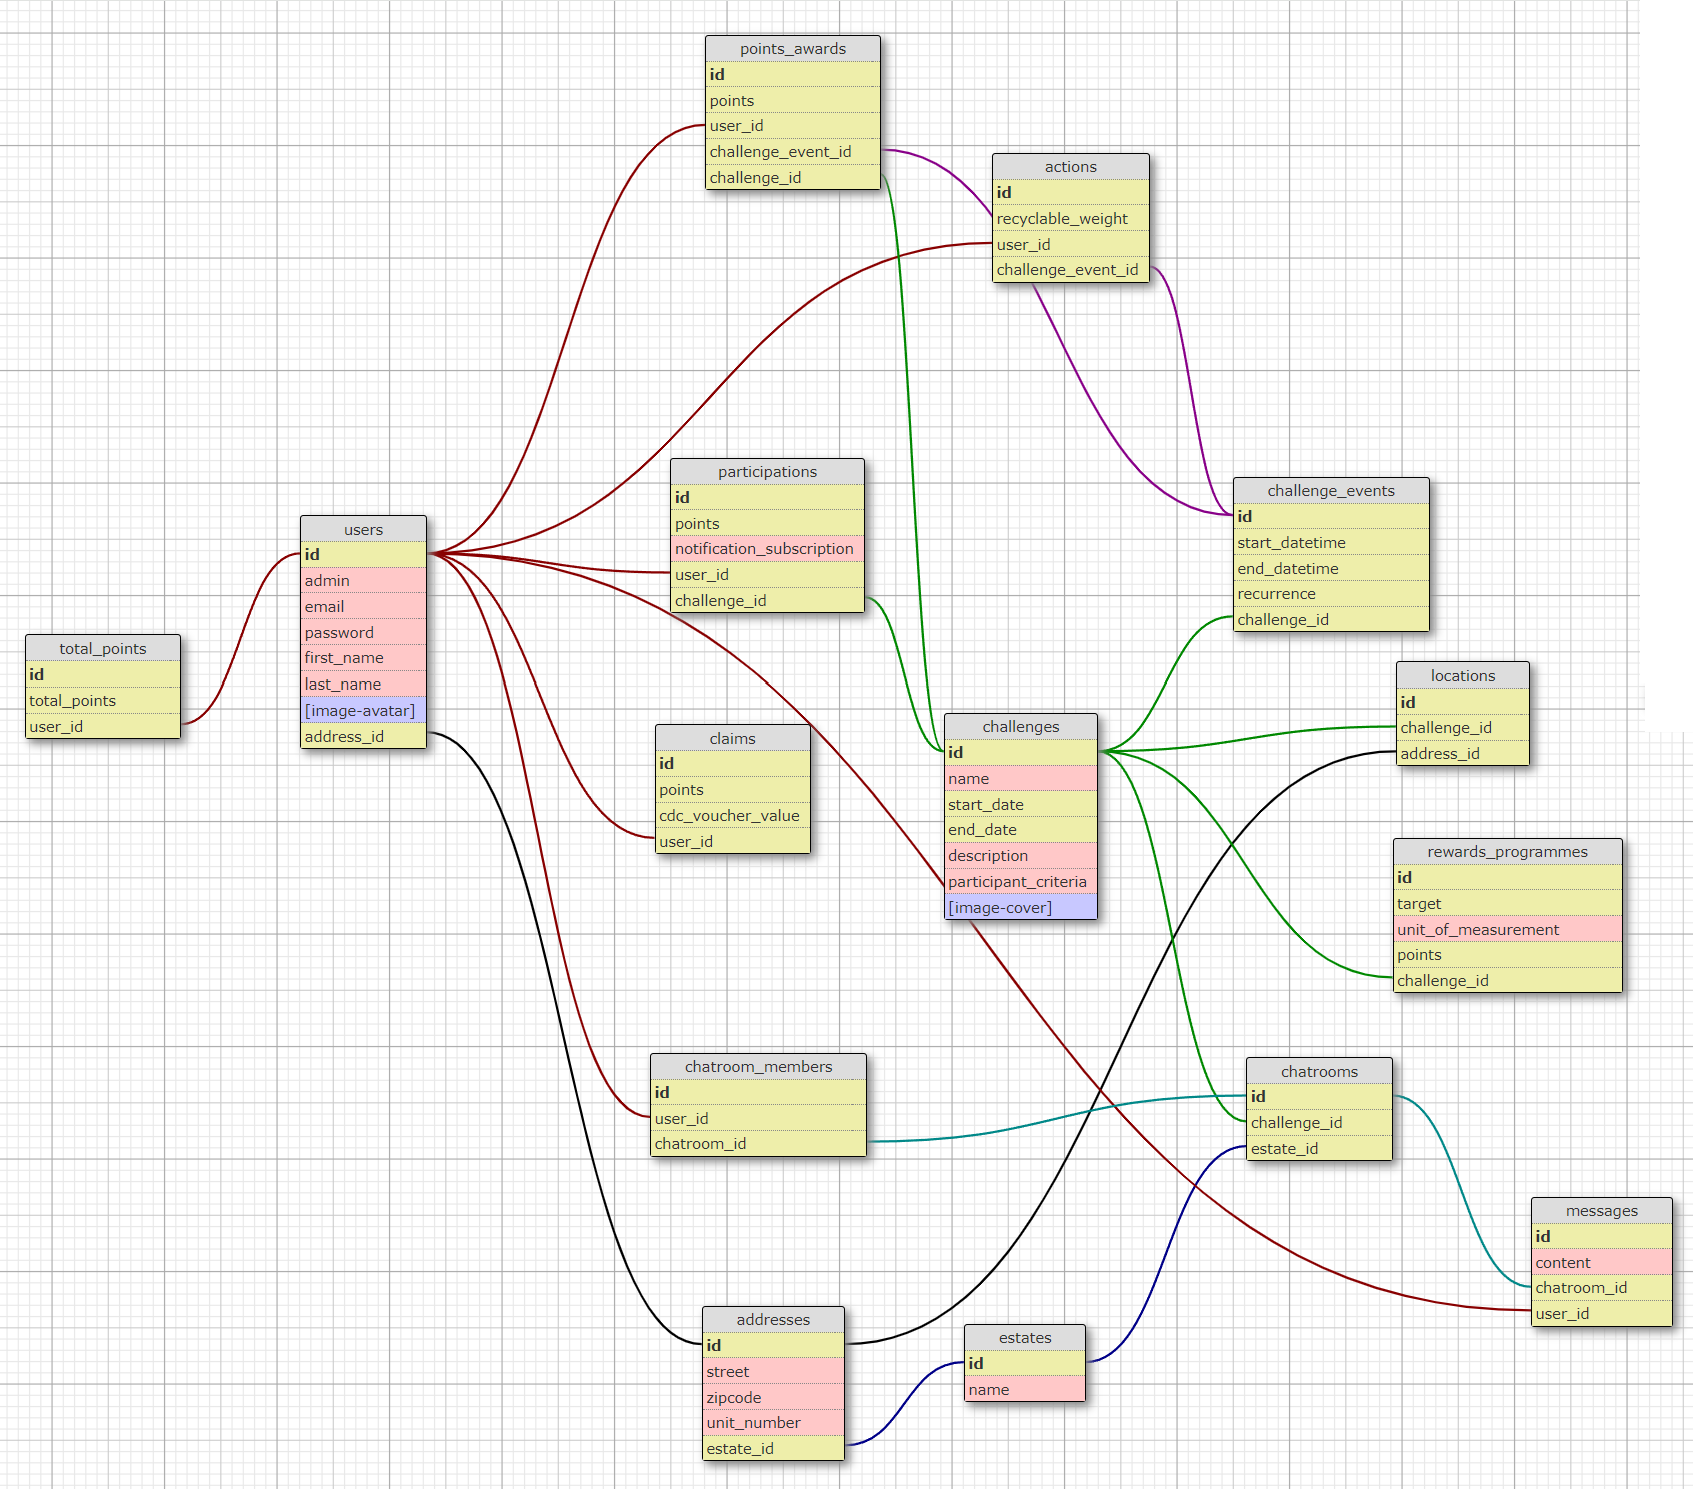 points_awards
id
points
user_id
challenge_event_id
challenge_id
actions
id
recyclable_weight
user_id
challenge_event_id
participations
id
points
notification_subscription
user_id
challenge_id
challenge_events
id
start_datetime
end_datetime
recurrence
challenge_id
users
id
admin
email
password
first_name
last_name
[image-avatar]
address_id
total_points
id
total_points
user_id
locations
id
challenge_id
address_id
claims
id
points
cdc_voucher_value
user_id
challenges
id
name
start_date
end_date
description
participant_criteria
[image-cover]
rewards_programmes
id
target
unit_of_measurement
points
challenge_id
chatroom_members
id
user_id
chatroom_id
chatrooms
id
challenge_id
estate_id
messages
id
content
chatroom_id
user_id
addresses
id
street
zipcode
unit_number
estate_id
estates
id
name